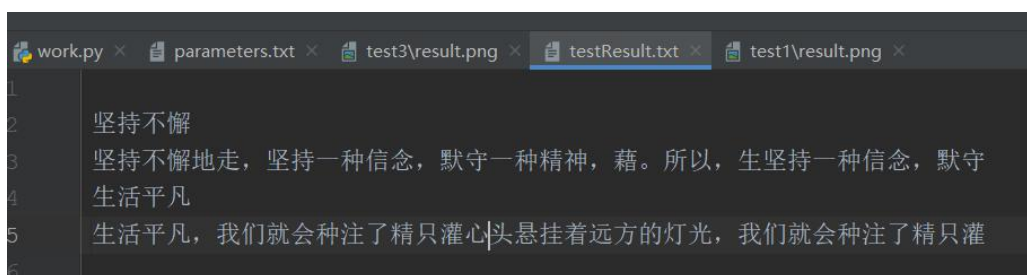 work.py × parameters.txt × test3\result.png × testResult.txt × test1\result.png ×
1
2 坚持不懈
3 坚持不懈地走，坚持一种信念，默守一种精神，藉。所以，生坚持一种信念，默守
4 生活平凡
5 生活平凡，我们就会种注了精只灌心头悬挂着远方的灯光，我们就会种注了精只灌
6